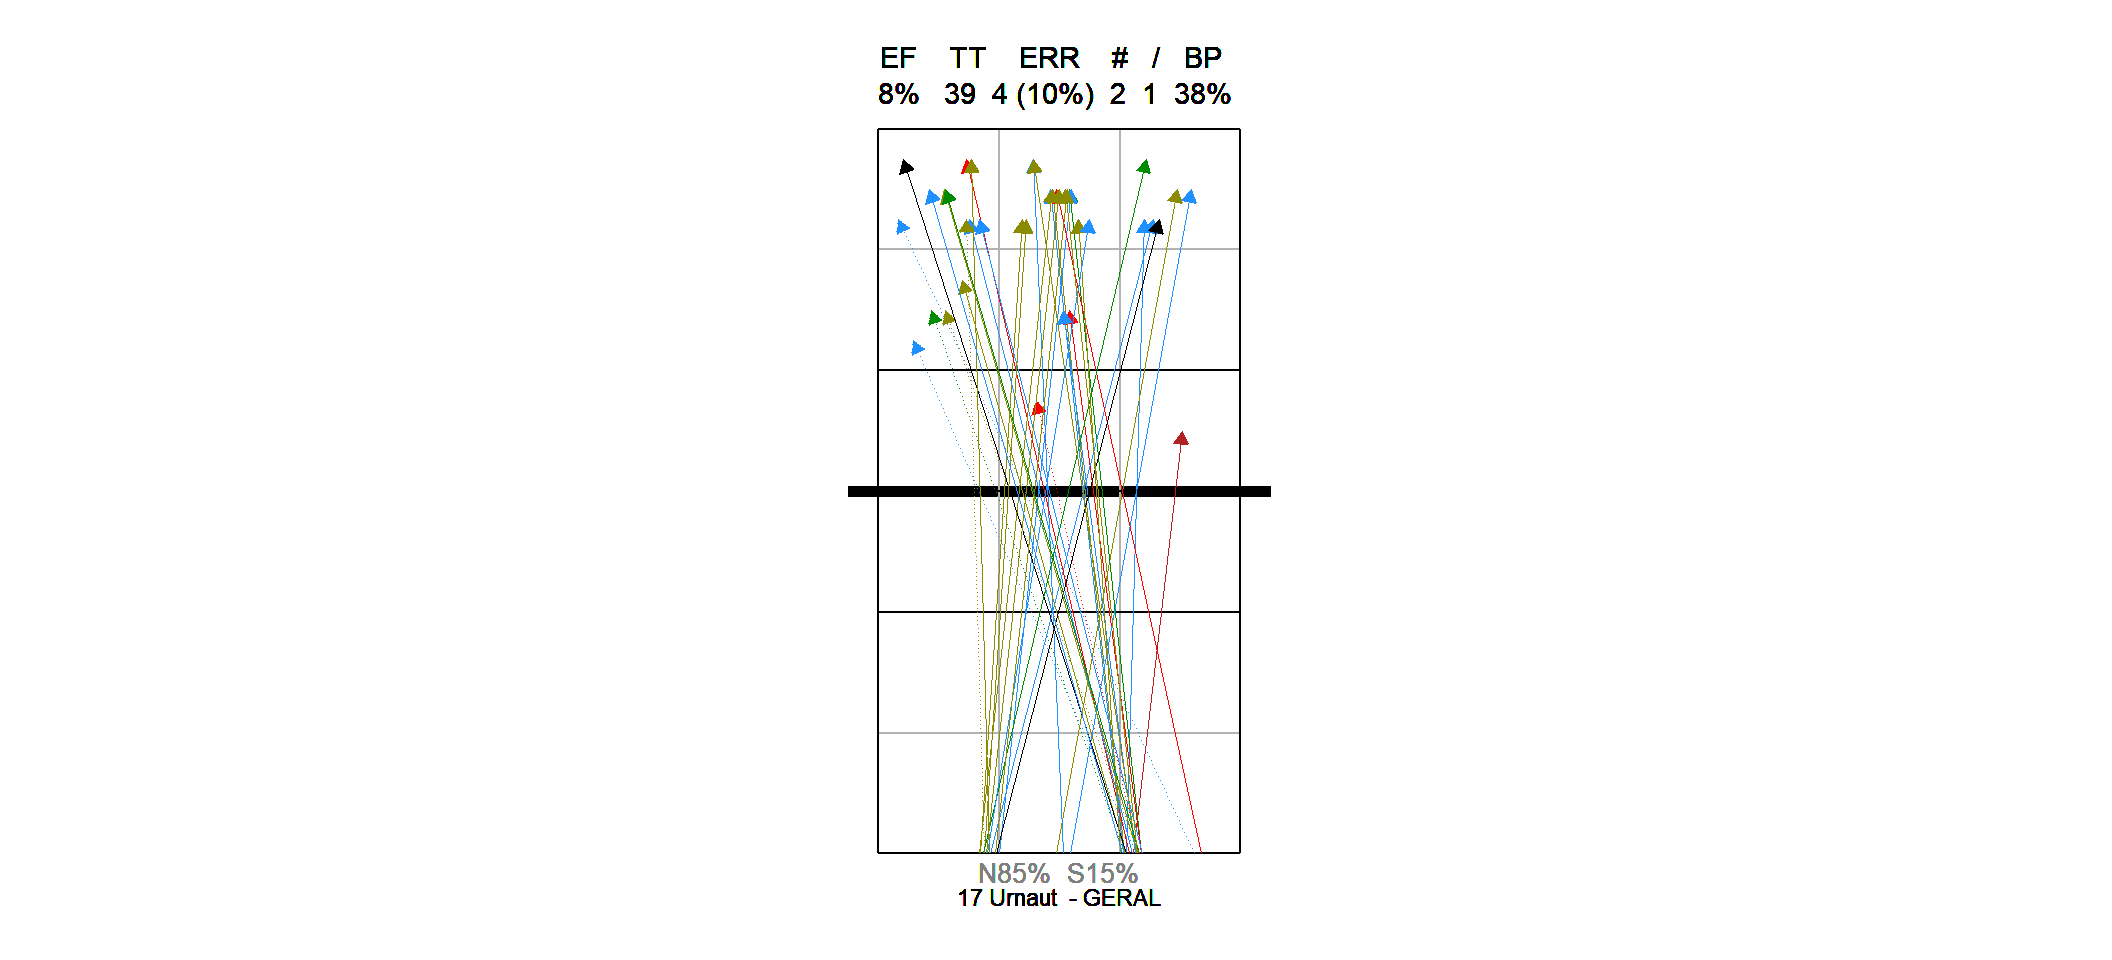 EF TT ERR # / BP
8% 39 4 (10%) 2 1 38%
N85% S15%
17 Urnaut - GERAL